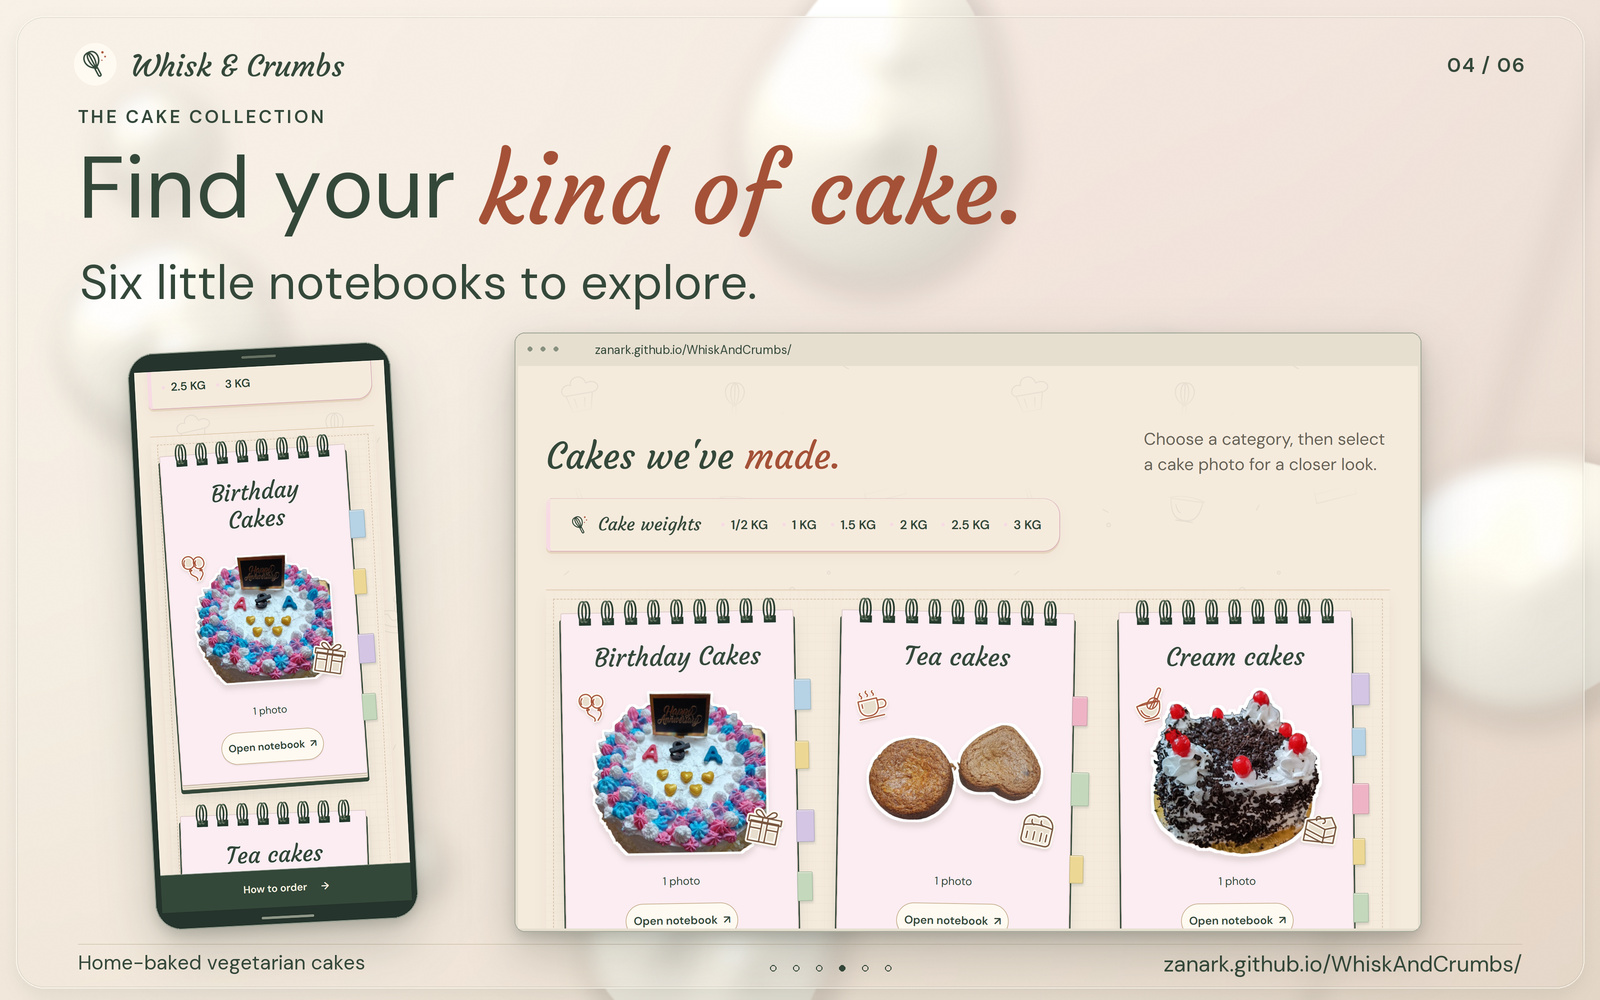 Whisk & Crumbs
04 / 06
THE CAKE COLLECTION
Find your kind of cake.
Six little notebooks to explore.
2.5 KG 3 KG
Birthday
Cakes
A & A
1 photo
Open notebook ↗
Tea cakes
How to order →
zanark.github.io/WhiskAndCrumbs/
Cakes we've made.
Choose a category, then select
a cake photo for a closer look.
Cake weights 1/2 KG 1 KG 1.5 KG 2 KG 2.5 KG 3 KG
Birthday Cakes
A & A
1 photo
Open notebook ↗
Tea cakes
1 photo
Open notebook ↗
Cream cakes
1 photo
Open notebook ↗
Home-baked vegetarian cakes
zanark.github.io/WhiskAndCrumbs/